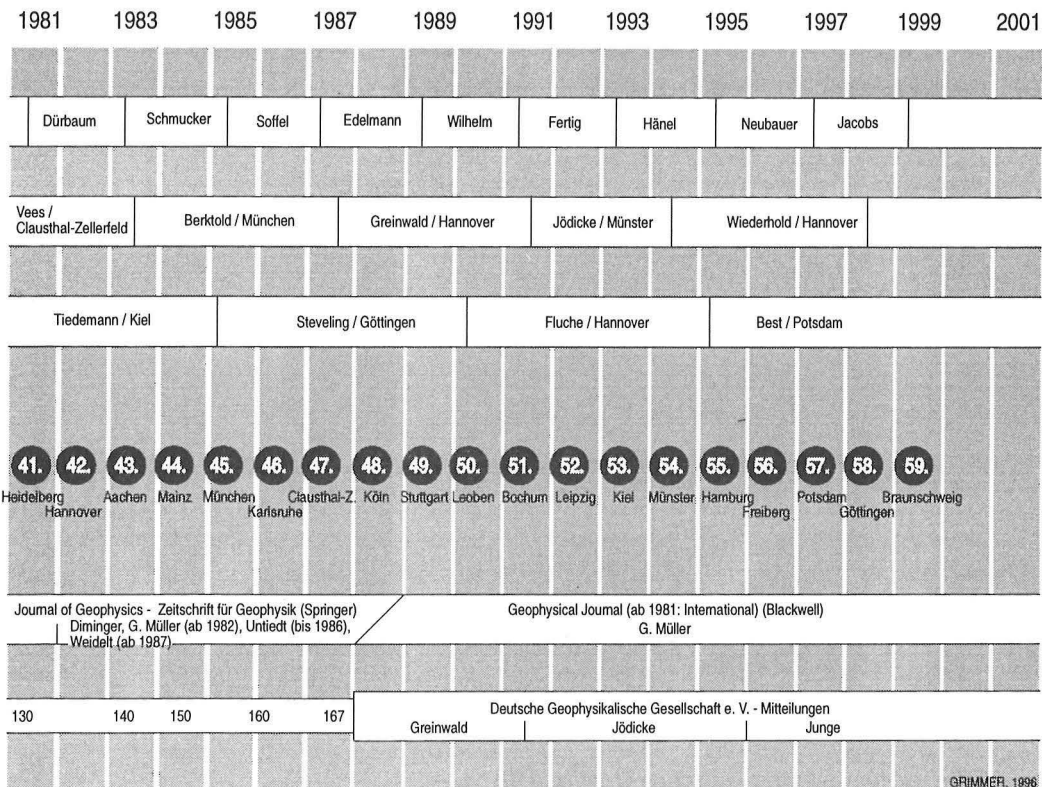 1981 1983 1985 1987 1989 1991 1993 1995 1997 1999 2001
Dürbaum Schmucker Soffel Edelmann Wilhelm Fertig Hänel Neubauer Jacobs
Vees /
Clausthal-Zellerfeld Berktold / München Greinwald / Hannover Jödicke / Münster Wiederhold / Hannover
Tiedemann / Kiel Steveling / Göttingen Fluche / Hannover Best / Potsdam
41. 42. 43. 44. 45. 46. 47. 48. 49. 50. 51. 52. 53. 54. 55. 56. 57. 58. 59.
Heidelberg Aachen Mainz München Clausthal-Z. Köln Stuttgart Leoben Bochum Leipzig Kiel Münster Hamburg Potsdam Braunschweig
Hannover Karlsruhe Freiberg Göttingen
Journal of Geophysics - Zeitschrift für Geophysik (Springer) Geophysical Journal (ab 1981: International) (Blackwell)
Diminger, G. Müller (ab 1982), Untiedt (bis 1986), G. Müller
Weidelt (ab 1987)
Deutsche Geophysikalische Gesellschaft e. V. - Mitteilungen
130 140 150 160 167 Greinwald Jödicke Junge
GRIMMER, 1996